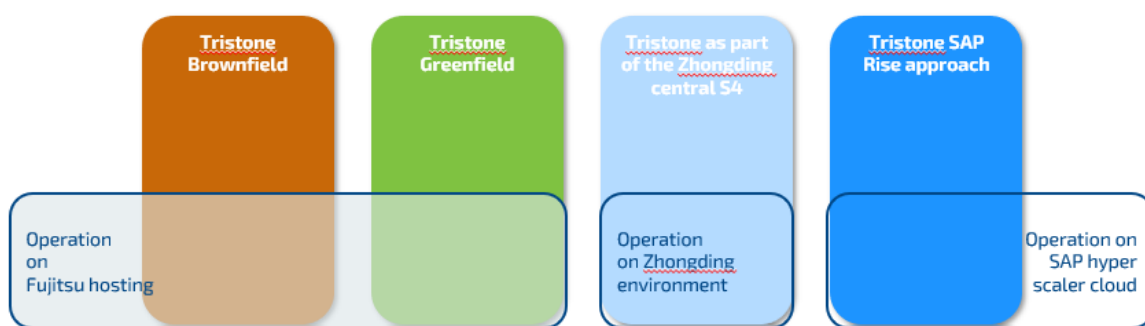 Tristone
Brownfield
Tristone
Greenfield
Tristone as part
of the Zhongding
central S4
Tristone SAP
Rise approach
Operation
on
Fujitsu hosting
Operation
on Zhongding
environment
Operation on
SAP hyper
scaler cloud